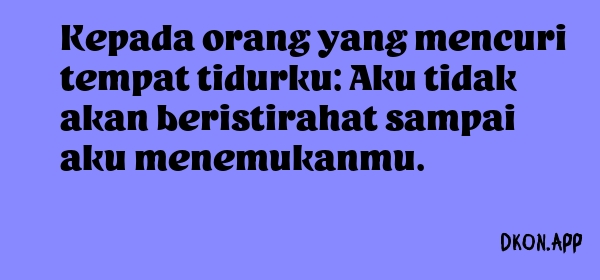 Kepada orang yang mencuri
tempat tidurku: Aku tidak
akan beristirahat sampai
aku menemukanmu.
DKON.APP